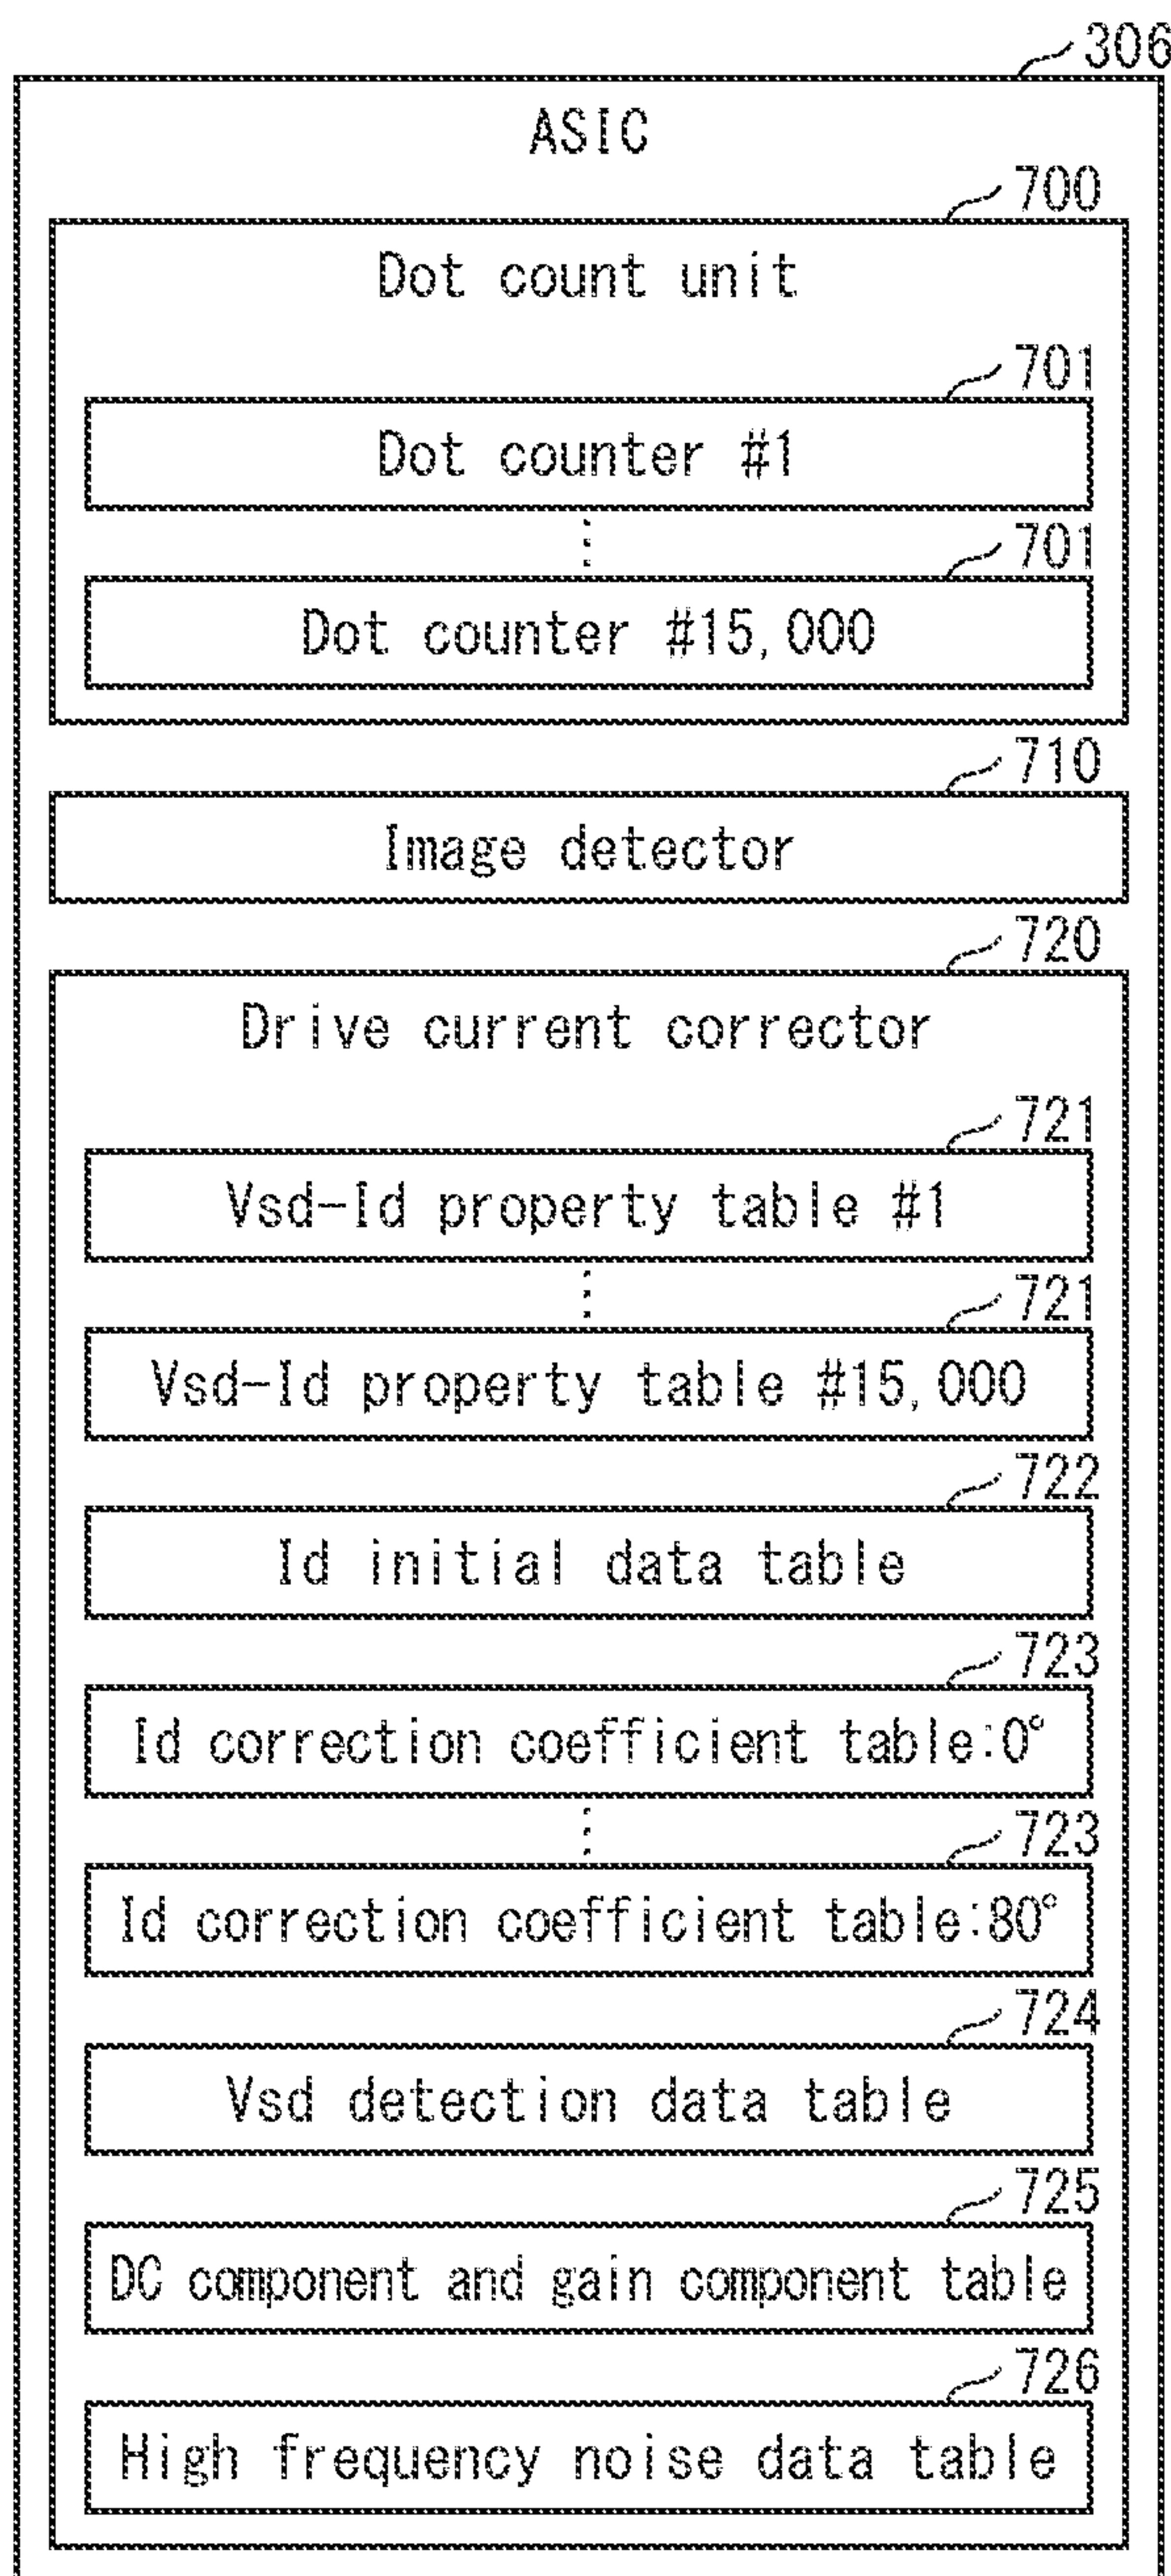 306
ASIC
700
Dot count unit
701
Dot counter #1
701
Dot counter #15,000
710
Image detector
720
Drive current corrector
721
Vsd-Id property table #1
721
Vsd-Id property table #15,000
722
Id initial data table
723
Id correction coefficient table:0°
723
Id correction coefficient table:80°
724
Vsd detection data table
725
DC component and gain component table
726
High frequency noise data table